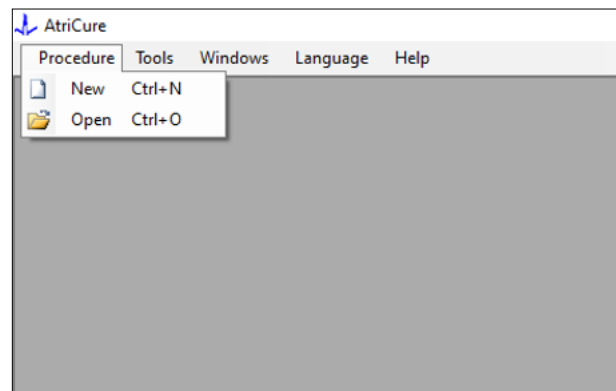 AtriCure
Procedure Tools Windows Language Help
New Ctrl+N
Open Ctrl+O